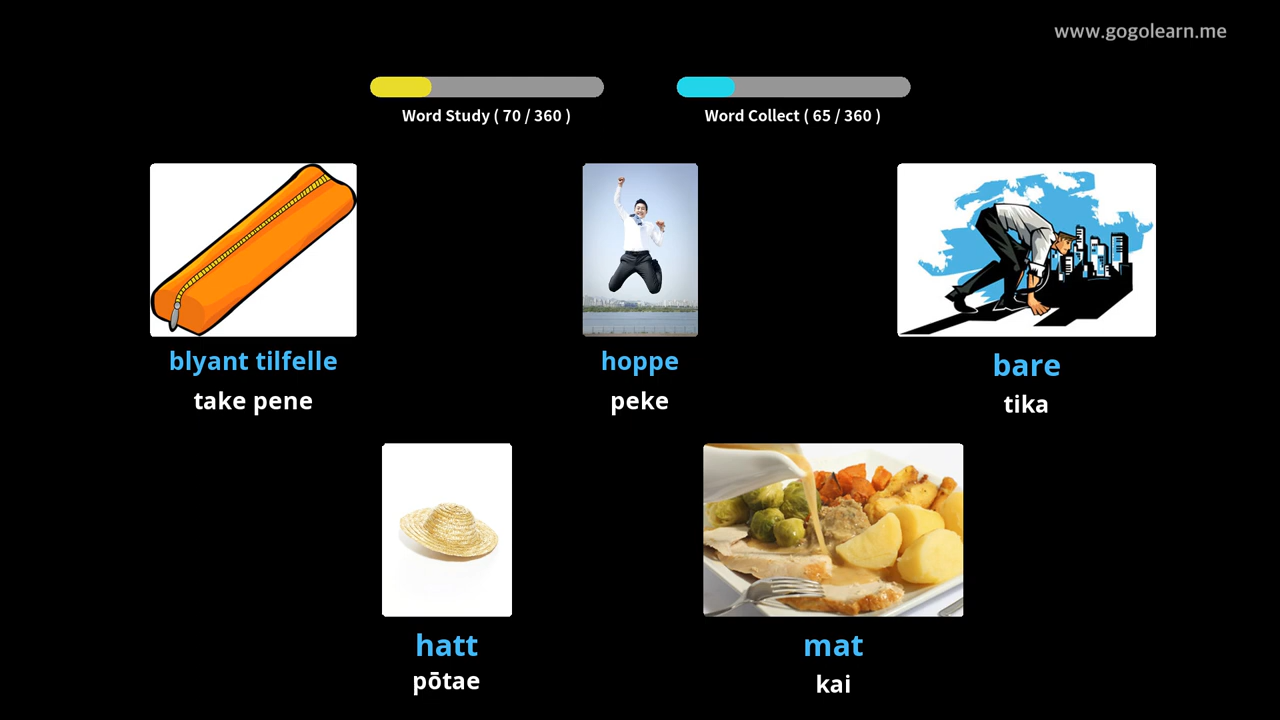 www.gogolearn.me
Word Study ( 70 / 360 )
Word Collect ( 65 / 360 )
blyant tilfelle
take pene
hoppe
peke
bare
tika
hatt
pōtae
mat
kai